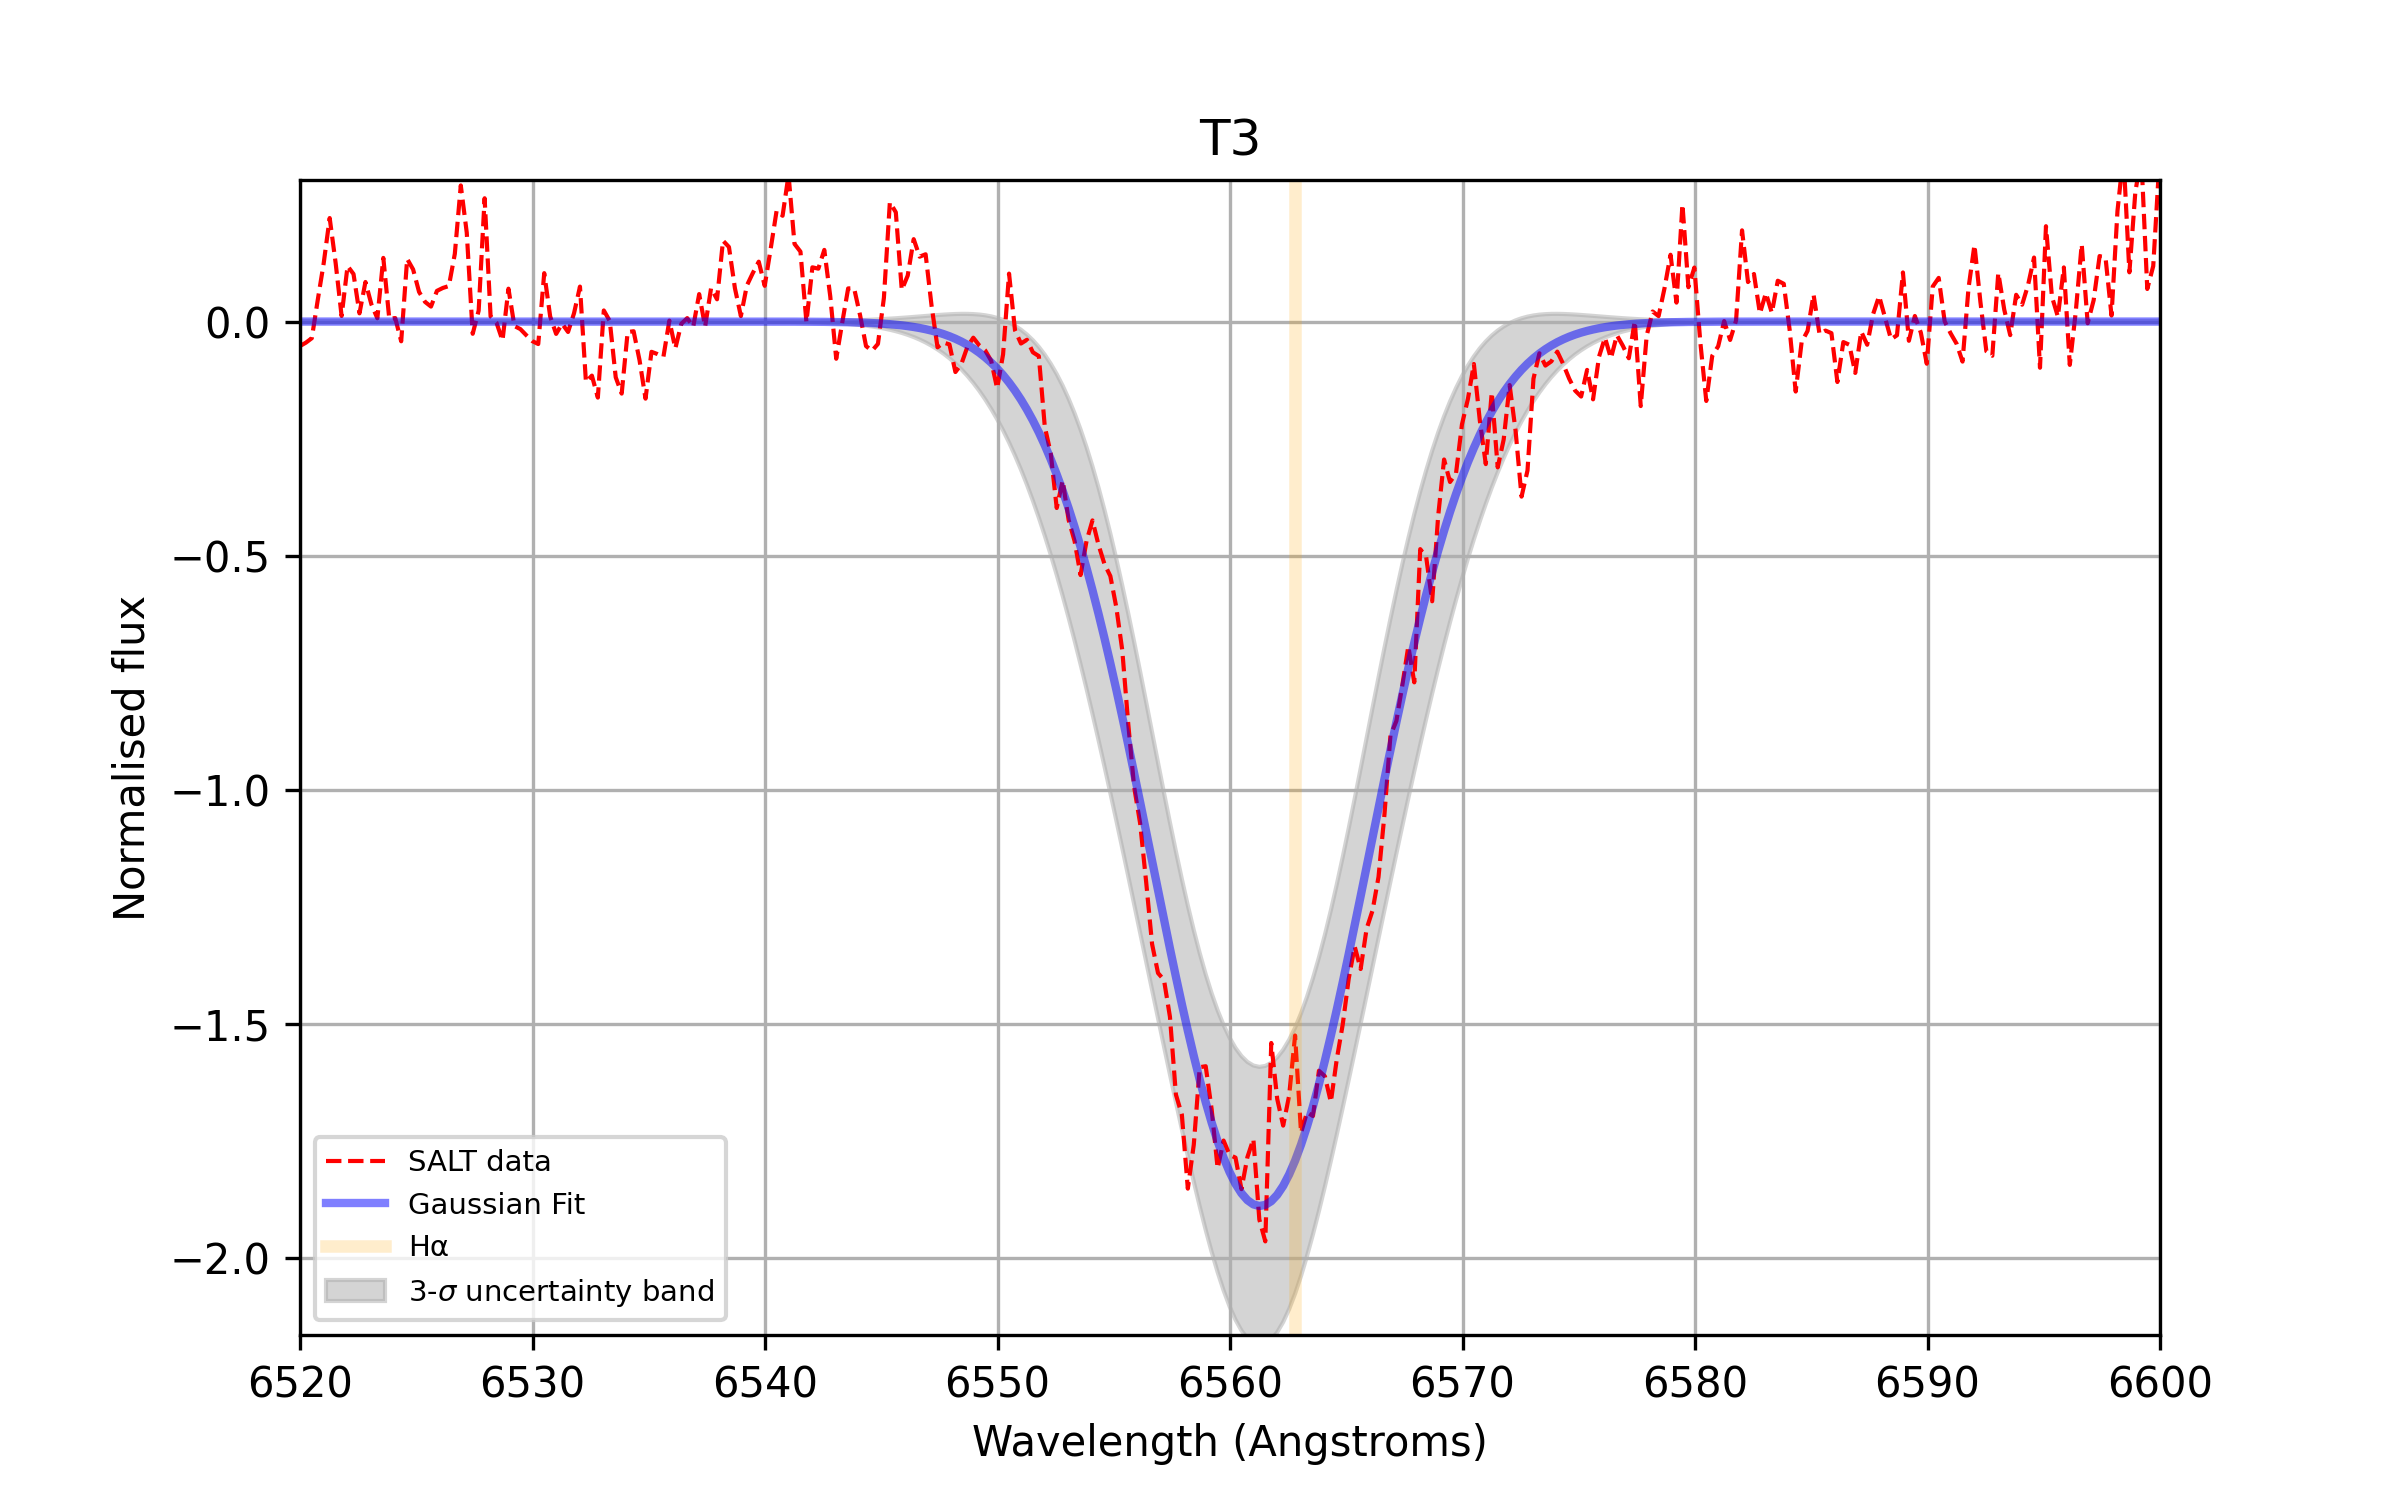 T3
Normalised flux
0.0
−0.5
−1.0
−1.5
−2.0
SALT data
Gaussian Fit
Hα
3-σ uncertainty band
6520 6530 6540 6550 6560 6570 6580 6590 6600
Wavelength (Angstroms)